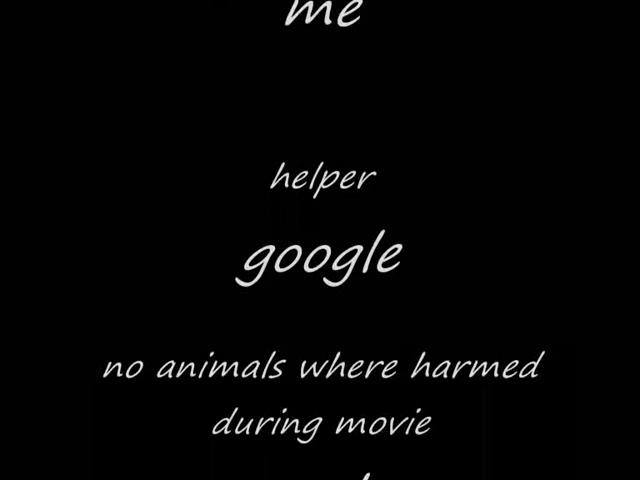 me
helper
google
no animals where harmed
during movie